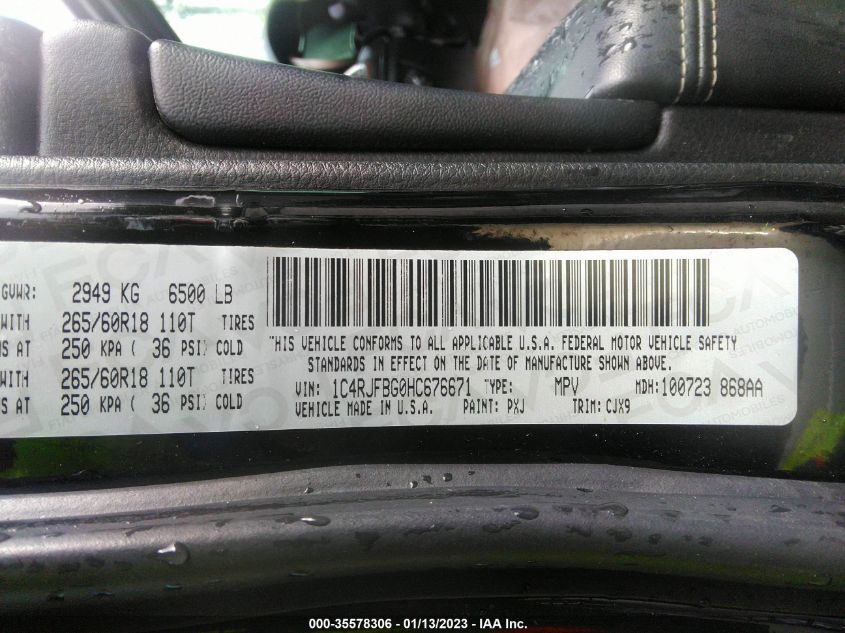 GVWR: 2949 KG 6500 LB
WITH 265/60R18 110T TIRES
AT 250 KPA ( 36 PSI) COLD
WITH 265/60R18 110T TIRES
AT 250 KPA ( 36 PSI) COLD
THIS VEHICLE CONFORMS TO ALL APPLICABLE U.S.A. FEDERAL MOTOR VEHICLE SAFETY
STANDARDS IN EFFECT ON THE DATE OF MANUFACTURE SHOWN ABOVE.
VIN: 1C4RJFBG0HC676671 TYPE: MPV MDH:100723 868AA
VEHICLE MADE IN U.S.A. PAINT: PXJ TRIM: CJX9
000-35578306 - 01/13/2023 - IAA Inc.